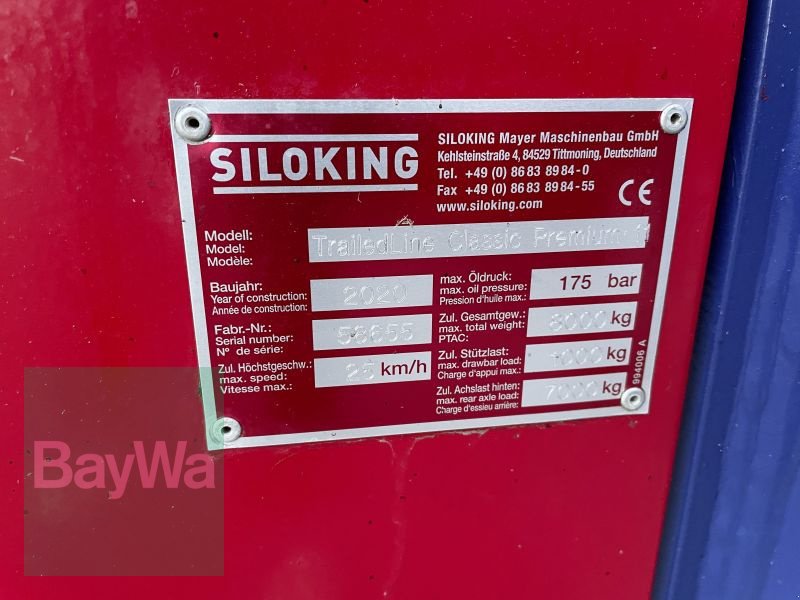 SILOKING
SILOKING Mayer Maschinenbau GmbH
Kehlsteinstraße 4, 84529 Tittmoning, Deutschland
Tel. +49 (0) 86 83 89 84-0
Fax +49 (0) 86 83 89 84-55
www.siloking.com
CE
Modell:
Model:
Modèle:
TrailedLine Classic Premium 11
Baujahr:
Year of construction:
Année de construction:
2020
Fabr.-Nr.:
Serial number:
N° de série:
58655
Zul. Höchstgeschw.:
max. speed:
Vitesse max.:
25 km/h
max. Öldruck:
max. oil pressure:
Pression d'huile max.:
175 bar
Zul. Gesamtgew.:
max. total weight:
PTAC:
8000 kg
Zul. Stützlast:
max. drawbar load:
Charge d'appui max.:
1000 kg
Zul. Achslast hinten:
max. rear axle load:
Charge d'essieu arrière:
7000 kg
994006 A
BayWa